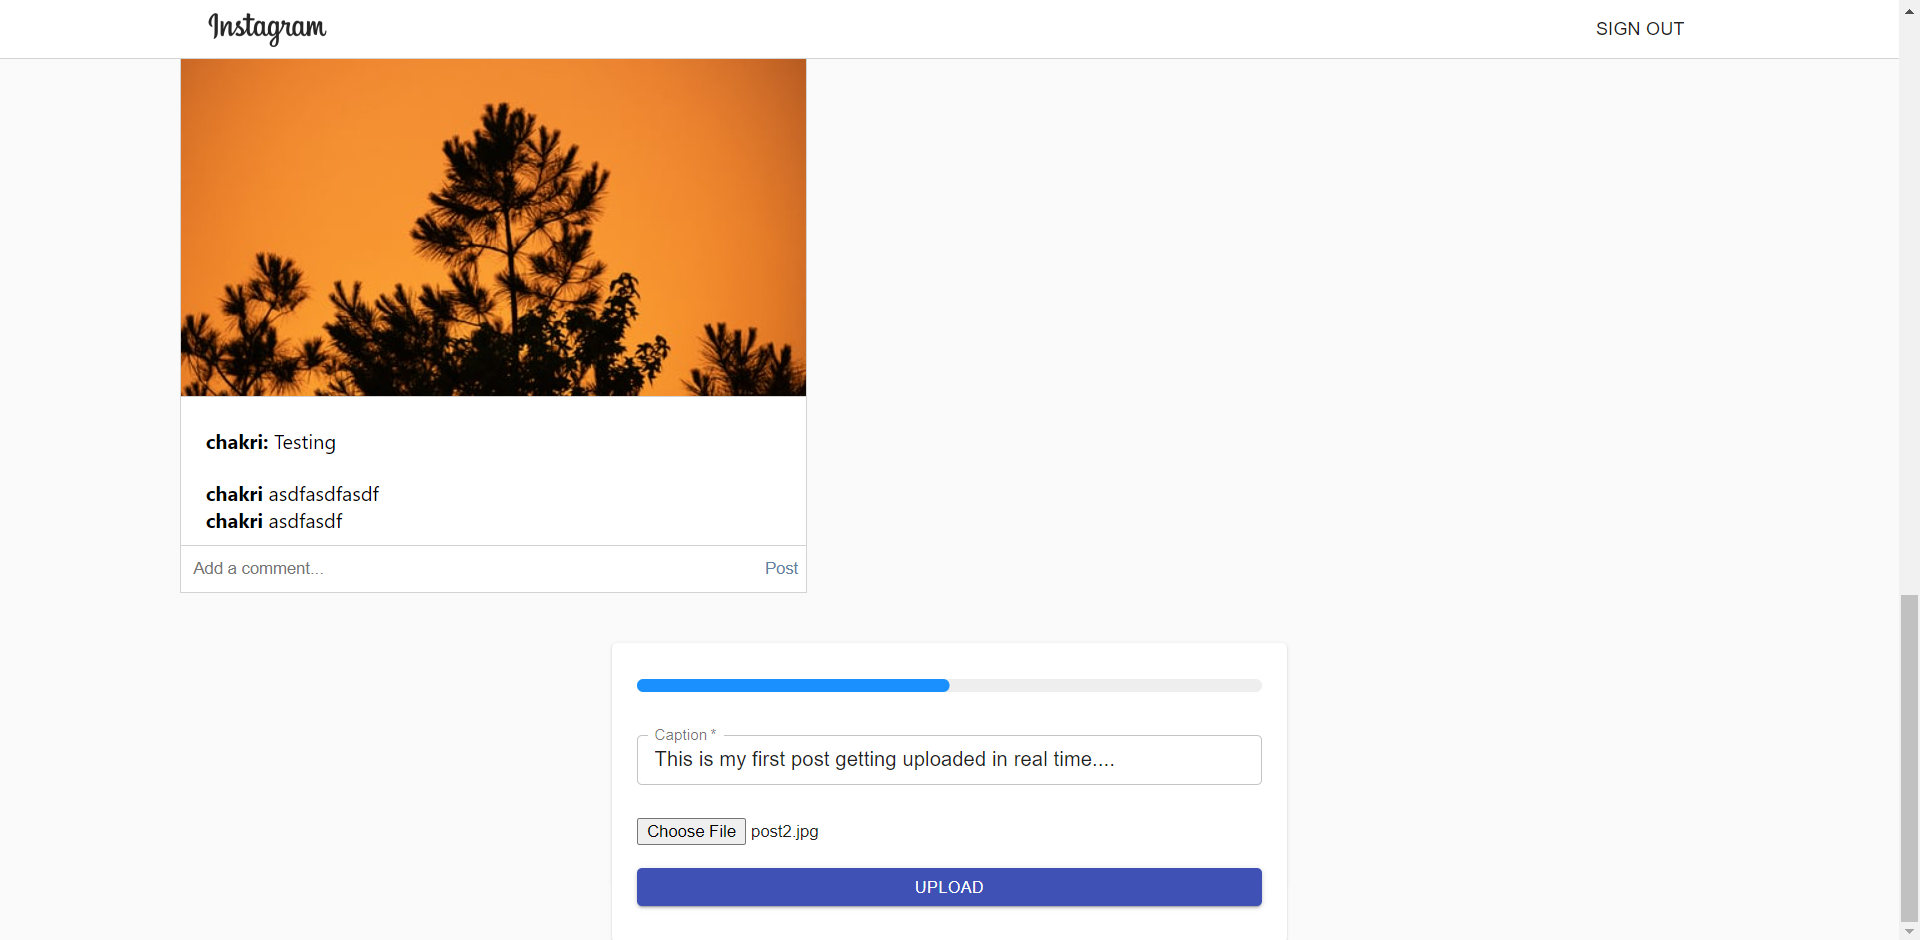 Instagram
SIGN OUT
chakri: Testing
chakri asdfasdfasdf
chakri asdfasdf
Add a comment...
Post
Caption *
This is my first post getting uploaded in real time....
Choose File post2.jpg
UPLOAD